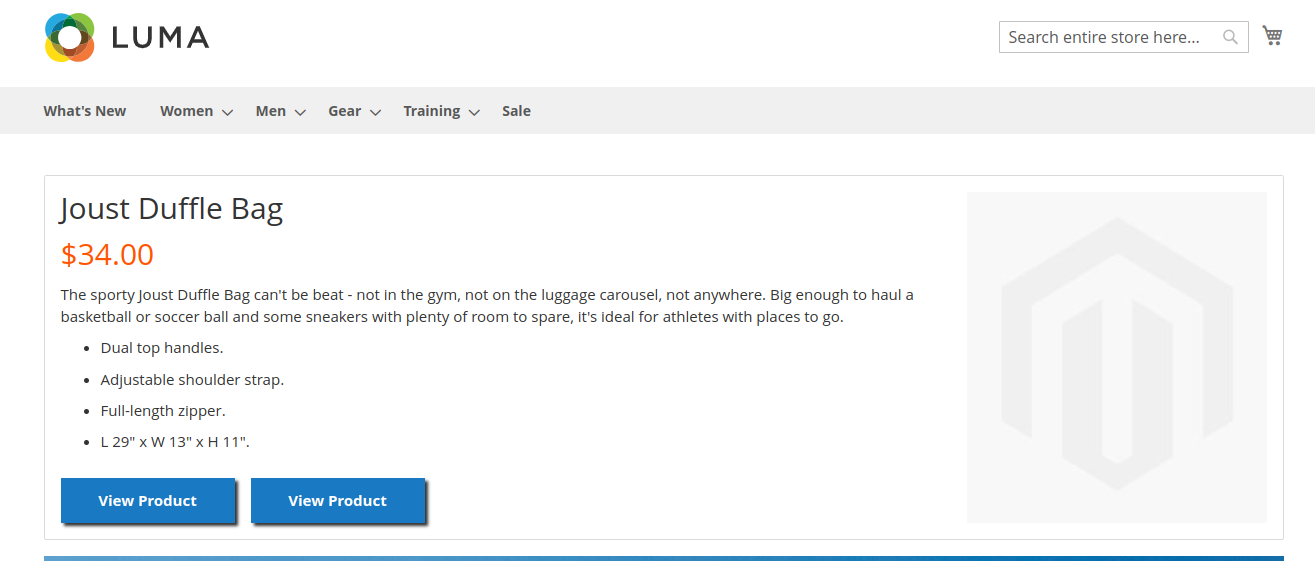 LUMA
Search entire store here...
What's New Women Men Gear Training Sale
Joust Duffle Bag
$34.00
The sporty Joust Duffle Bag can't be beat - not in the gym, not on the luggage carousel, not anywhere. Big enough to haul a
basketball or soccer ball and some sneakers with plenty of room to spare, it's ideal for athletes with places to go.
Dual top handles.
Adjustable shoulder strap.
Full-length zipper.
L 29" x W 13" x H 11".
View Product View Product